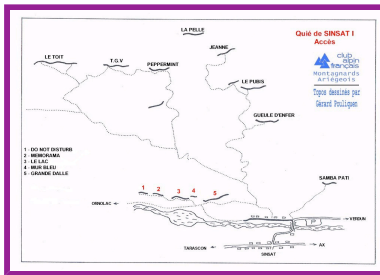 LA PELLE
Quié de SINSAT I
Accès
club
alpin
français
Montagnards
Ariégeois
Topos dessinés par
Gérard Pouliquen
JEANNE
LE TOIT
T.G.V
PEPPERMINT
LE PUBIS
GUEULE D'ENFER
1 - DO NOT DISTURB
2 - MEMORAMA
3 - LE LAC
4 - MUR BLEU
5 - GRANDE DALLE
SAMBA PATI
1
2
3
4
5
ORNOLAC
P
VERDUN
TARASCON
AX
SINSAT